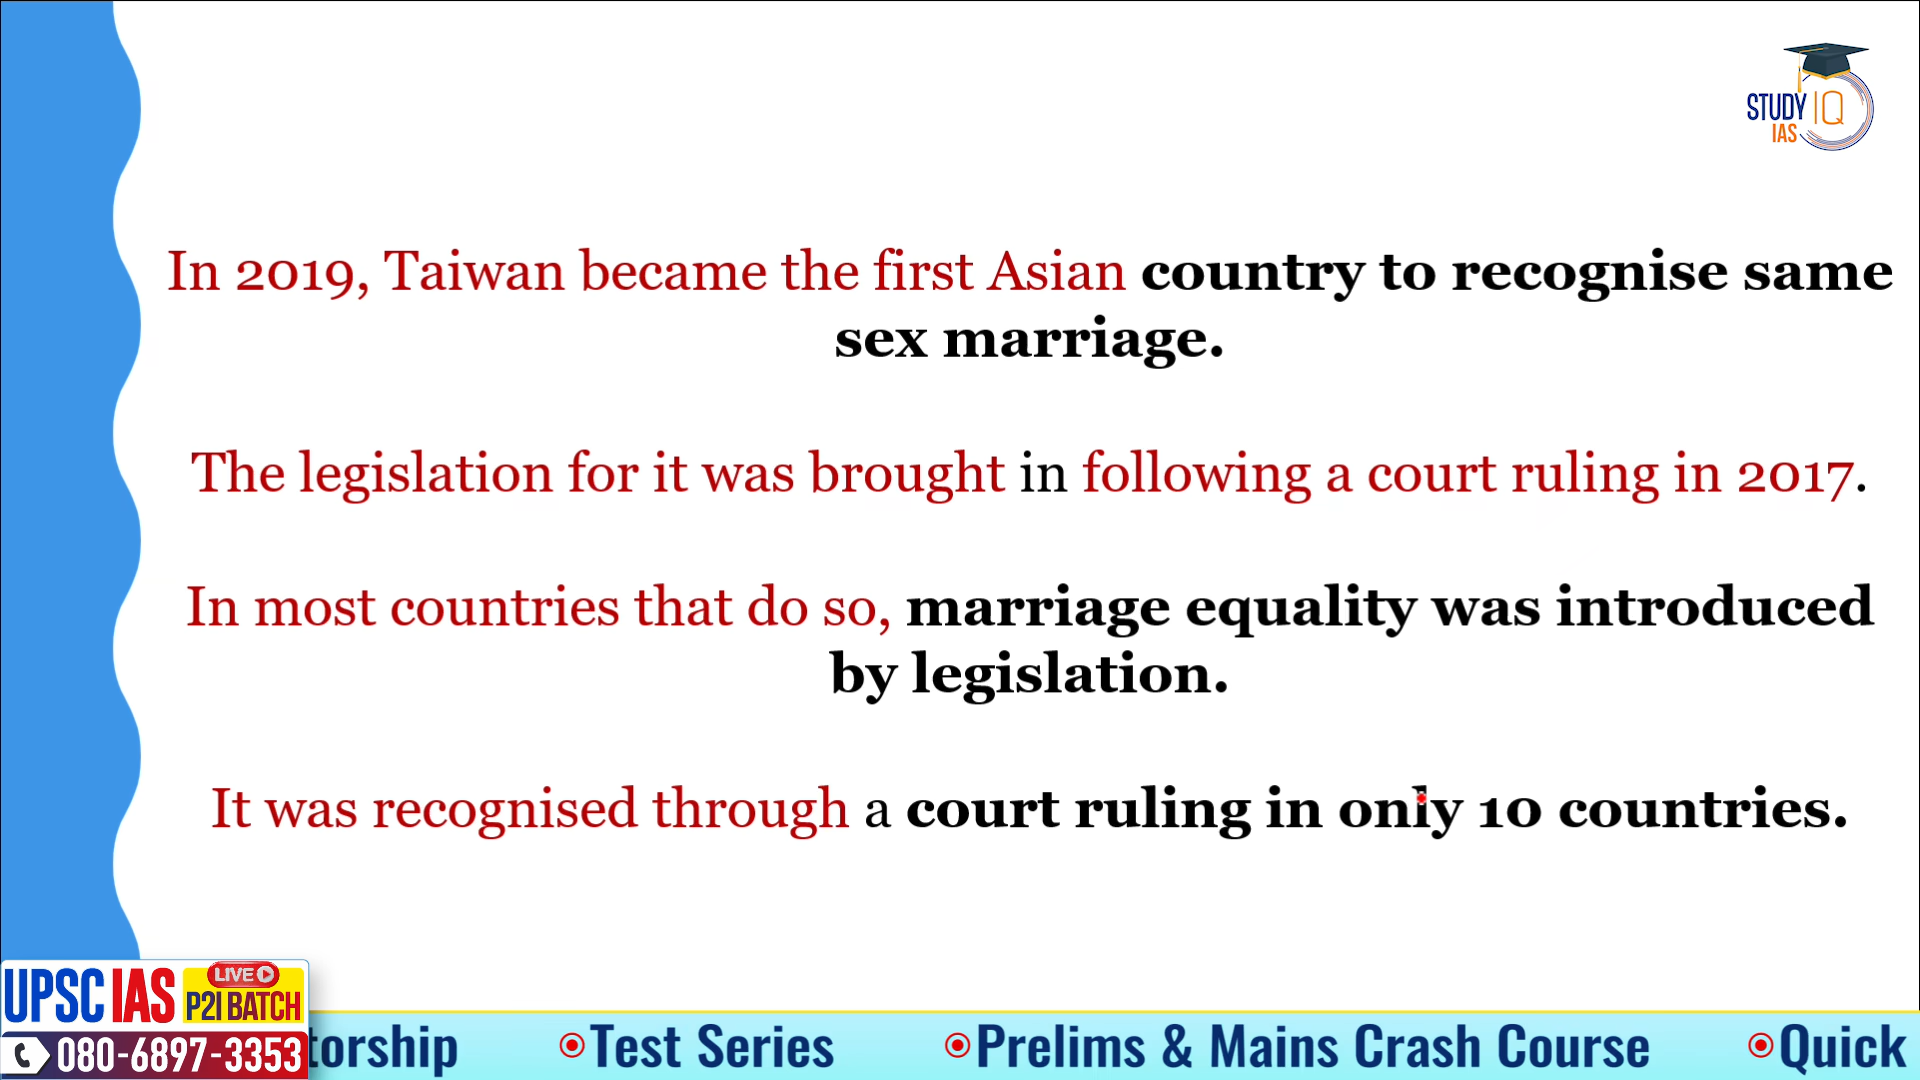 STUDY IQ
IAS
In 2019, Taiwan became the first Asian country to recognise same
sex marriage.
The legislation for it was brought in following a court ruling in 2017.
In most countries that do so, marriage equality was introduced
by legislation.
It was recognised through a court ruling in only 10 countries.
UPSC IAS LIVE
P2I BATCH
080-6897-3353
torship Test Series Prelims & Mains Crash Course Quick